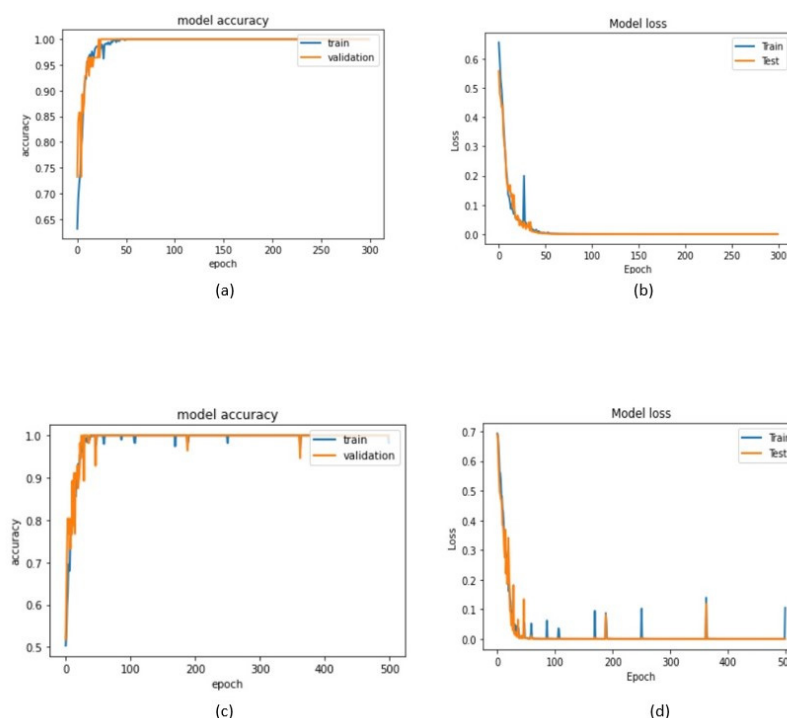 model accuracy
1.00
0.95
0.90
0.85
0.80
0.75
0.70
0.65
accuracy
train
validation
0 50 100 150 200 250 300
epoch
(a)
Model loss
0.6
0.5
0.4
0.3
0.2
0.1
0.0
Loss
Train
Test
0 50 100 150 200 250 300
Epoch
(b)
model accuracy
1.0
0.9
0.8
0.7
0.6
0.5
accuracy
train
validation
0 100 200 300 400 500
epoch
(c)
Model loss
0.7
0.6
0.5
0.4
0.3
0.2
0.1
0.0
Loss
Train
Test
0 100 200 300 400 50
Epoch
(d)